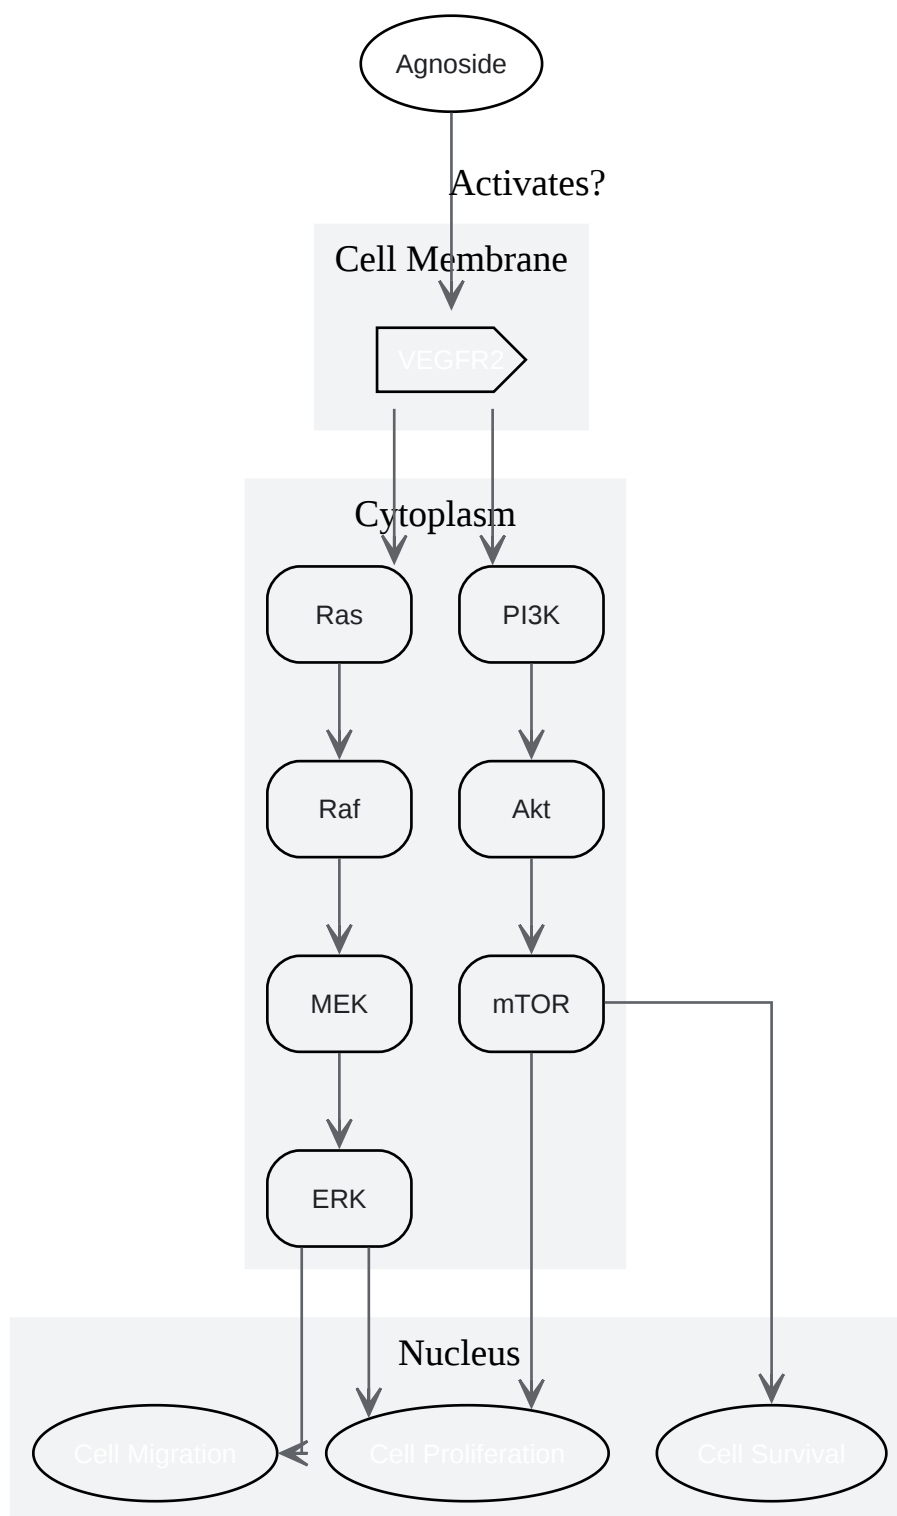 Agnoside
Activates?
Cell Membrane
VEGFR2
Cytoplasm
Ras
PI3K
Raf
Akt
MEK
mTOR
ERK
Nucleus
Cell Migration
Cell Proliferation
Cell Survival